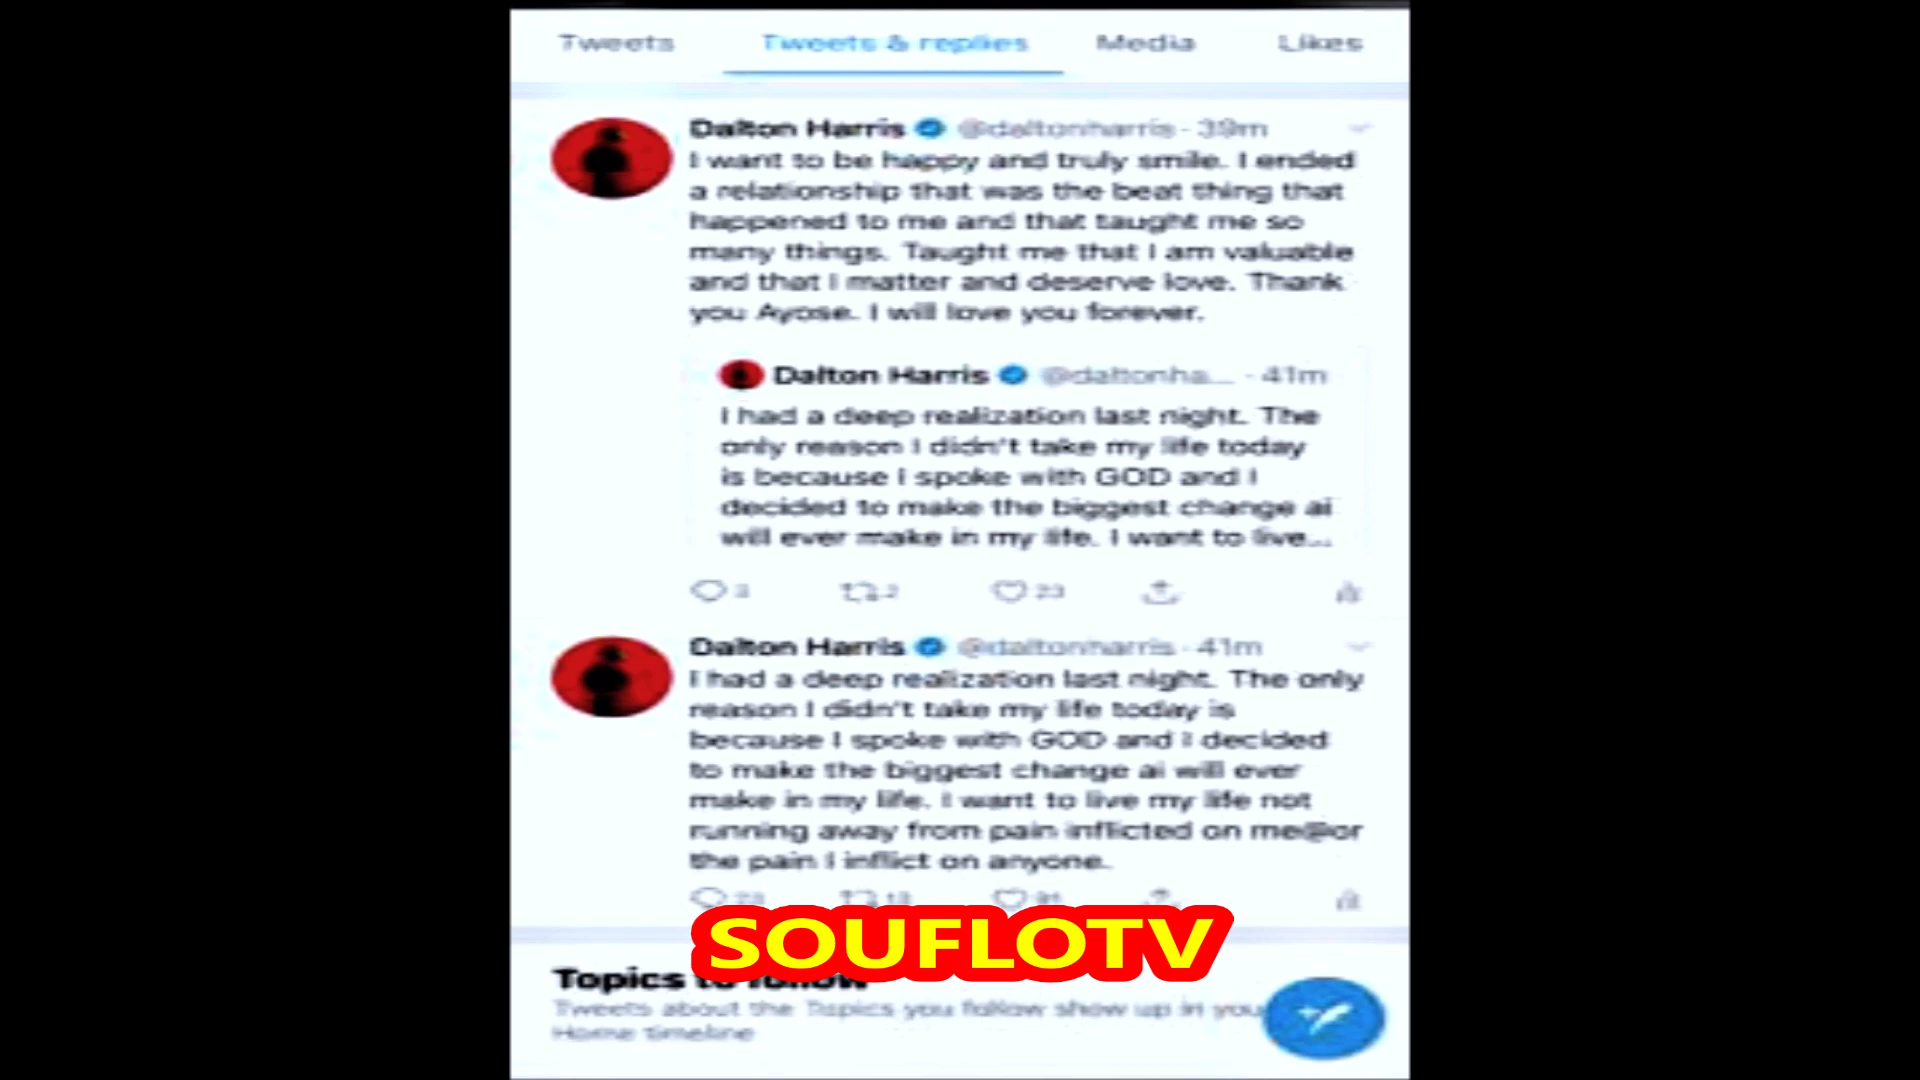 Tweets Tweets & replies Media Likes
Dalton Harris @daltonharris · 39m
I want to be happy and truly smile. I ended
a relationship that was the beat thing that
happened to me and that taught me so
many things. Taught me that I am valuable
and that I matter and deserve love. Thank
you Ayose. I will love you forever.
Dalton Harris @daltonha... · 41m
I had a deep realization last night. The
only reason I didn't take my life today
is because I spoke with GOD and I
decided to make the biggest change ai
will ever make in my life. I want to live...
2 23
Dalton Harris @daltonharris · 41m
I had a deep realization last night. The only
reason I didn't take my life today is
because I spoke with GOD and I decided
to make the biggest change ai will ever
make in my life. I want to live my life not
running away from pain inflicted on me@or
the pain I inflict on anyone.
SOUFLOTV
Topics to follow
Tweets about the Topics you follow show up in your
Home timeline